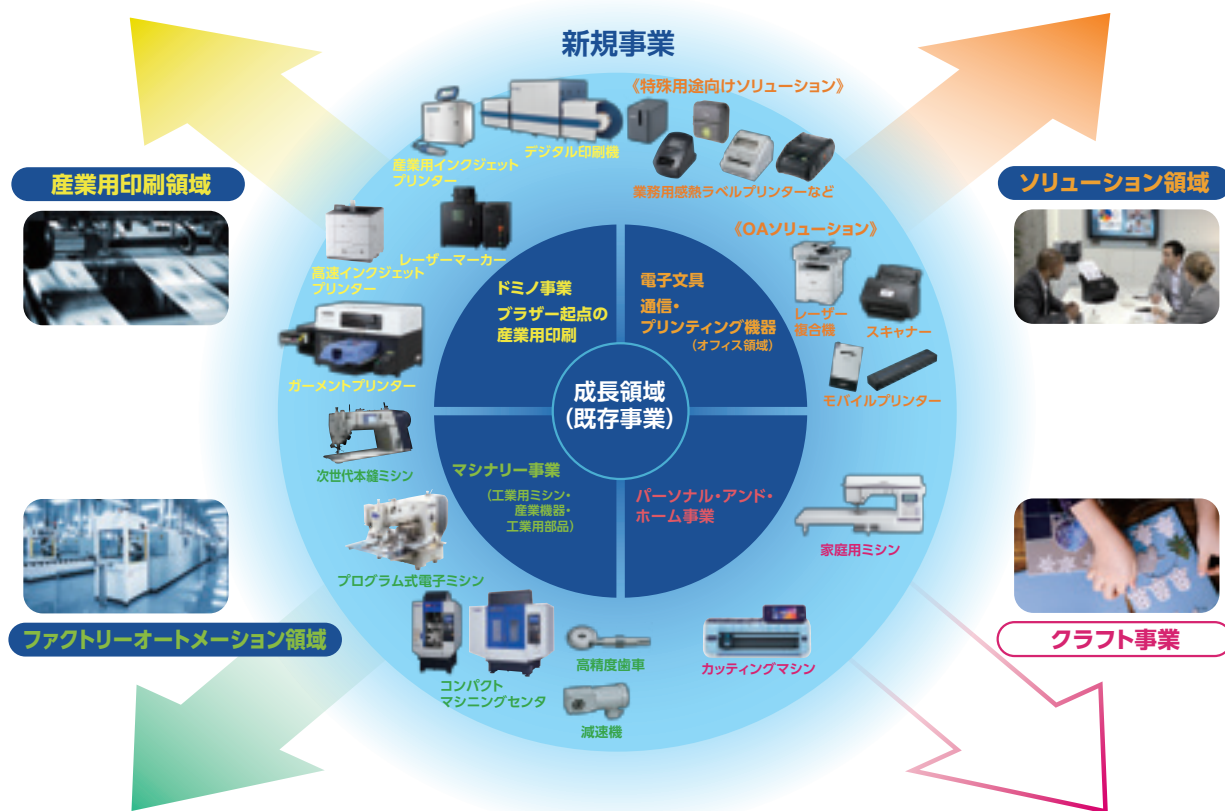 新規事業
《特殊用途向けソリューション》
デジタル印刷機
産業用インクジェット
プリンター
業務用感熱ラベルプリンターなど
産業用印刷領域
ソリューション領域
レーザーマーカー
高速インクジェット
プリンター
《OAソリューション》
レーザー
複合機
スキャナー
モバイルプリンター
ガーメントプリンター
ドミノ事業
ブラザー起点の
産業用印刷
電子文具
通信・
プリンティング機器
(オフィス領域)
成長領域
(既存事業)
マシナリー事業
(工業用ミシン・
産業機器・
工業用部品)
パーソナル・アンド・
ホーム事業
次世代本縫ミシン
プログラム式電子ミシン
家庭用ミシン
ファクトリーオートメーション領域
クラフト事業
コンパクト
マシニングセンタ
高精度歯車
減速機
カッティングマシン